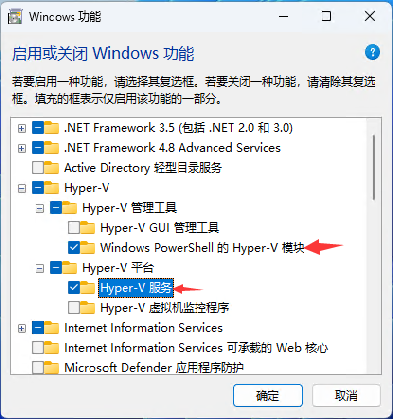 Wincows 功能
启用或关闭 Windows 功能
若要启用一种功能，请选择其复选框。若要关闭一种功能，请清除其复选
框。填充的框表示仅启用该功能的一部分。
.NET Framework 3.5 (包括 .NET 2.0 和 3.0)
.NET Framework 4.8 Advanced Services
Active Directory 轻型目录服务
Hyper-V
Hyper-V 管理工具
Hyper-V GUI 管理工具
Windows PowerShell 的 Hyper-V 模块
Hyper-V 平台
Hyper-V 服务
Hyper-V 虚拟机监控程序
Internet Information Services
Internet Information Services 可承载的 Web 核心
Microsoft Defender 应用程序防护
确定
取消